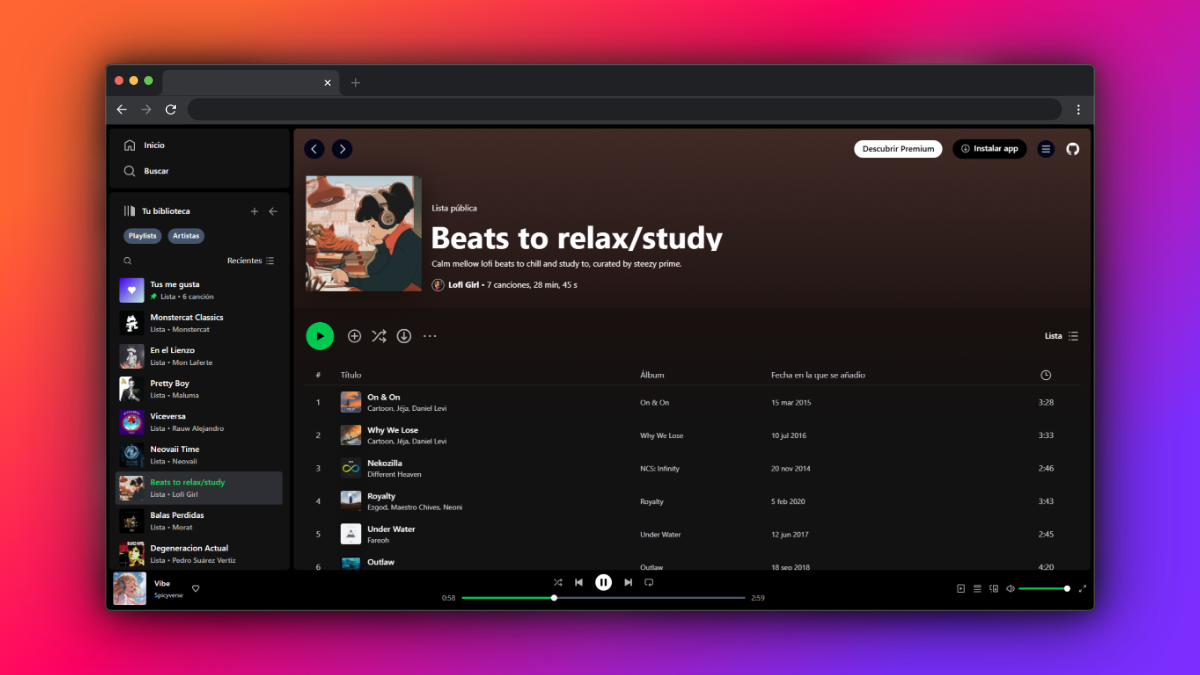 Inicio
Buscar
Tu biblioteca
Playlists Artistas
Recientes
Tus me gusta
Lista • 6 canción
Monstercat Classics
Lista • Monstercat
En el Lienzo
Lista • Mon Laferte
Pretty Boy
Lista • Maluma
Viceversa
Lista • Rauw Alejandro
Neovaii Time
Lista • Neovaii
Beats to relax/study
Lista • Lofi Girl
Balas Perdidas
Lista • Morat
Degeneracion Actual
Lista • Pedro Suárez Vertiz
Descubrir Premium Instalar app
Lista pública
Beats to relax/study
Calm mellow lofi beats to chill and study to, curated by steezy prime.
Lofi Girl • 7 canciones, 28 min, 45 s
Lista
# Título Álbum Fecha en la que se añadio
1 On & On On & On 15 mar 2015 3:28
Cartoon, Jéja, Daniel Levi
2 Why We Lose Why We Lose 10 jul 2016 3:33
Cartoon, Jéja, Daniel Levi
3 Nekozilla NCS: Infinity 20 nov 2014 2:46
Different Heaven
4 Royalty Royalty 5 feb 2020 3:43
Egzod, Maestro Chives, Neoni
5 Under Water Under Water 12 jun 2017 2:45
Fareoh
6 Outlaw Outlaw 18 sep 2018 4:20
Vibe
Spicyverse
0:58 2:59